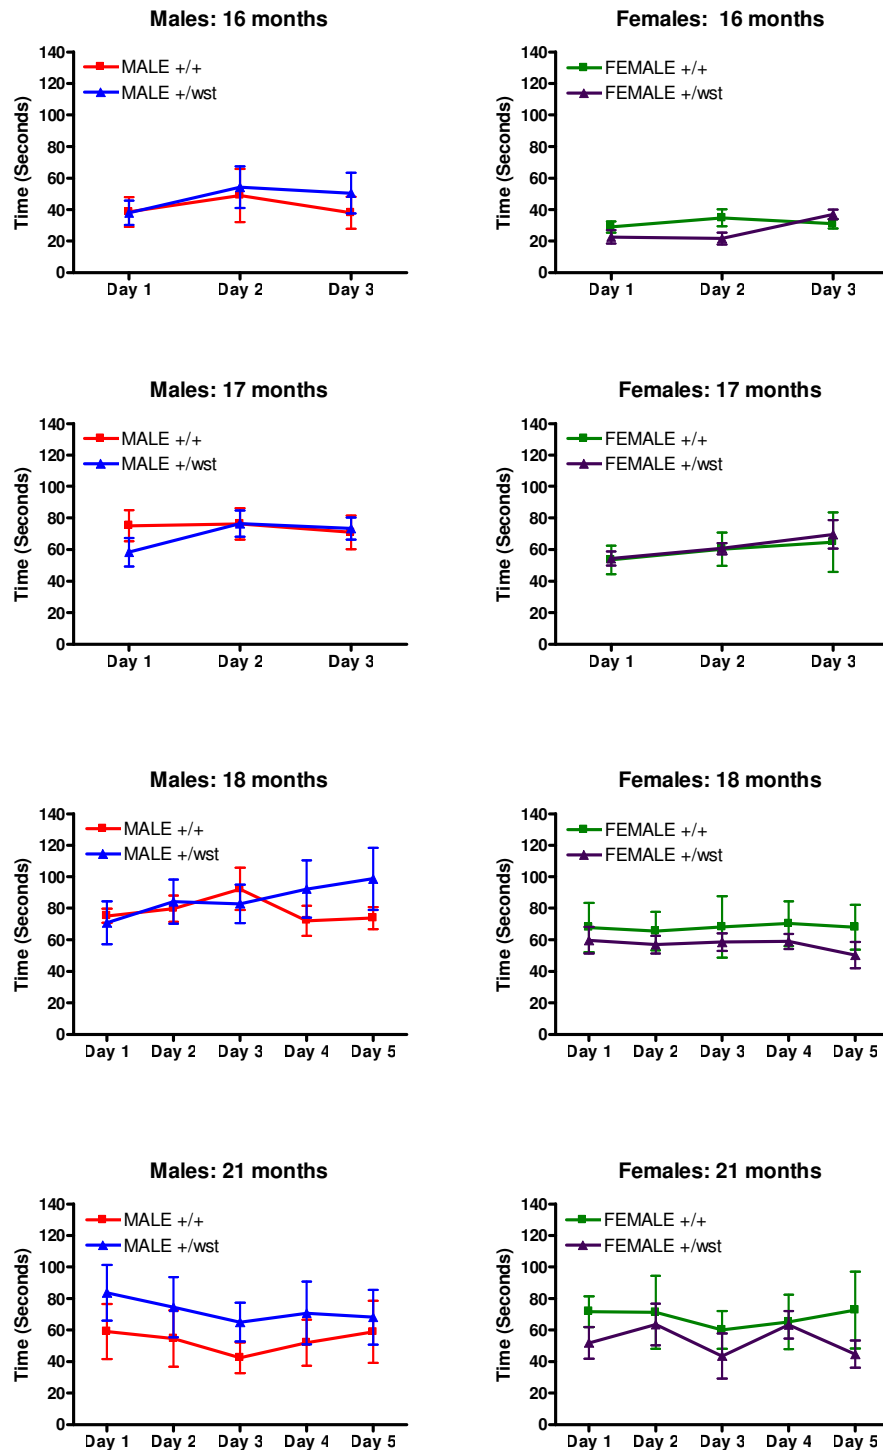 Males: 16 months
140
120
100
80
60
40
20
0
Time (Seconds)
MALE +/+
MALE +/wst
Day 1 Day 2 Day 3
Females:  16 months
140
120
100
80
60
40
20
0
Time (Seconds)
FEMALE +/+
FEMALE +/wst
Day 1 Day 2 Day 3
Males: 17 months
140
120
100
80
60
40
20
0
Time (Seconds)
MALE +/+
MALE +/wst
Day 1 Day 2 Day 3
Females: 17 months
140
120
100
80
60
40
20
0
Time (Seconds)
FEMALE +/+
FEMALE +/wst
Day 1 Day 2 Day 3
Males: 18 months
140
120
100
80
60
40
20
0
Time (Seconds)
MALE +/+
MALE +/wst
Day 1 Day 2 Day 3 Day 4 Day 5
Females: 18 months
140
120
100
80
60
40
20
0
Time (Seconds)
FEMALE +/+
FEMALE +/wst
Day 1 Day 2 Day 3 Day 4 Day 5
Males: 21 months
140
120
100
80
60
40
20
0
Time (Seconds)
MALE +/+
MALE +/wst
Day 1 Day 2 Day 3 Day 4 Day 5
Females: 21 months
140
120
100
80
60
40
20
0
Time (Seconds)
FEMALE +/+
FEMALE +/wst
Day 1 Day 2 Day 3 Day 4 Day 5